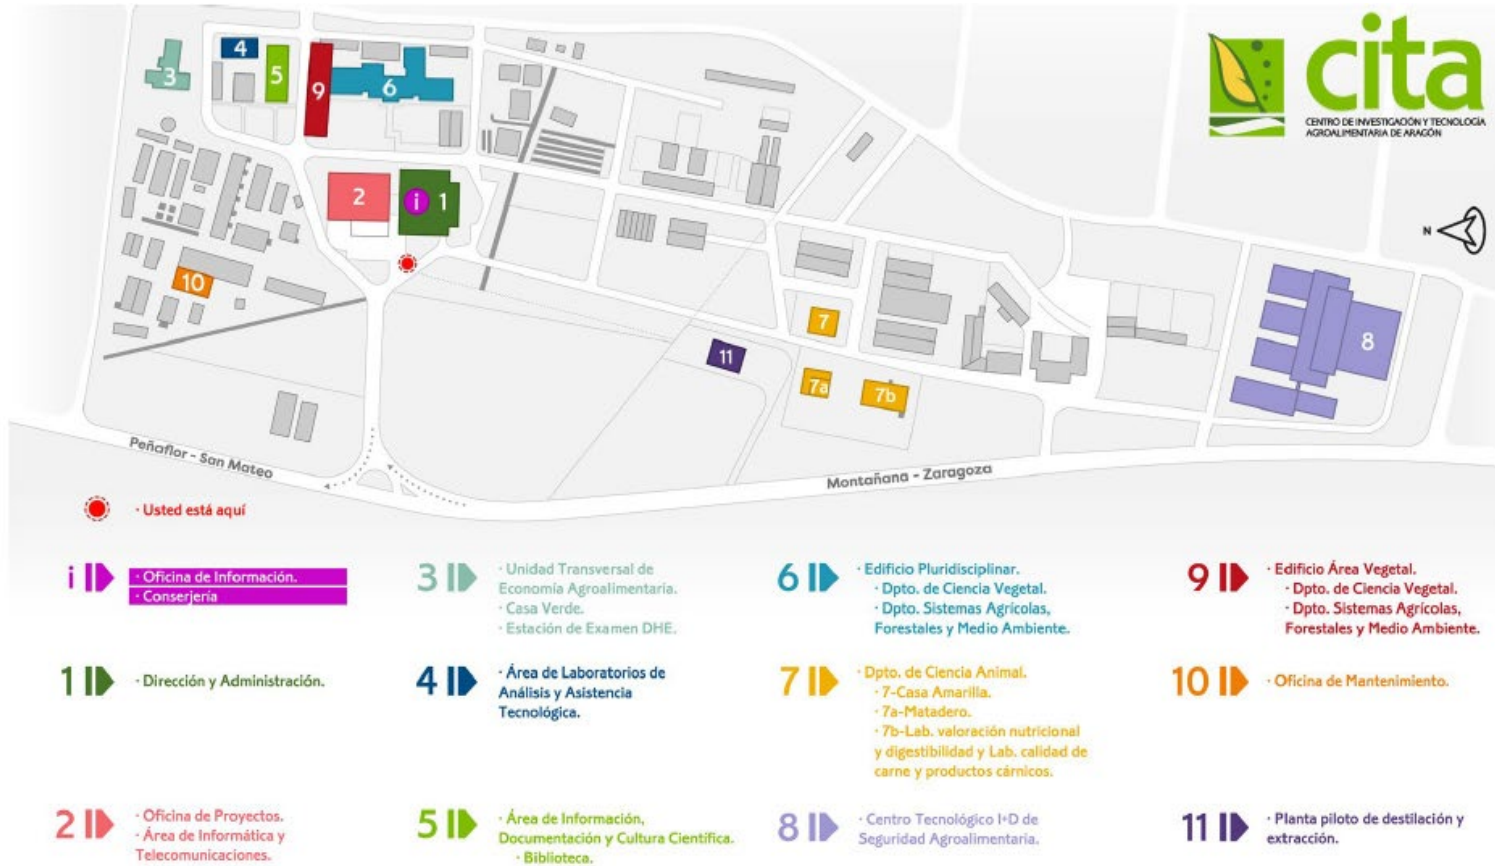 cita
CENTRO DE INVESTIGACIÓN Y TECNOLOGÍA
AGROALIMENTARIA DE ARAGÓN
4
3
5
9
6
2
i
1
10
N
7
11
7a
7b
8
Peñaflor - San Mateo
Montañana - Zaragoza
· Usted está aquí
i
· Oficina de Información.
· Conserjería
1
· Dirección y Administración.
2
· Oficina de Proyectos.
· Área de Informática y
Telecomunicaciones.
3
· Unidad Transversal de
Economía Agroalimentaria.
· Casa Verde.
· Estación de Examen DHE.
4
· Área de Laboratorios de
Análisis y Asistencia
Tecnológica.
5
· Área de Información,
Documentación y Cultura Científica.
· Biblioteca.
6
· Edificio Pluridisciplinar.
· Dpto. de Ciencia Vegetal.
· Dpto. Sistemas Agrícolas,
Forestales y Medio Ambiente.
7
· Dpto. de Ciencia Animal.
· 7-Casa Amarilla.
· 7a-Matadero.
· 7b-Lab. valoración nutricional
y digestibilidad y Lab. calidad de
carne y productos cárnicos.
8
· Centro Tecnológico I+D de
Seguridad Agroalimentaria.
9
· Edificio Área Vegetal.
· Dpto. de Ciencia Vegetal.
· Dpto. Sistemas Agrícolas,
Forestales y Medio Ambiente.
10
· Oficina de Mantenimiento.
11
· Planta piloto de destilación y
extracción.